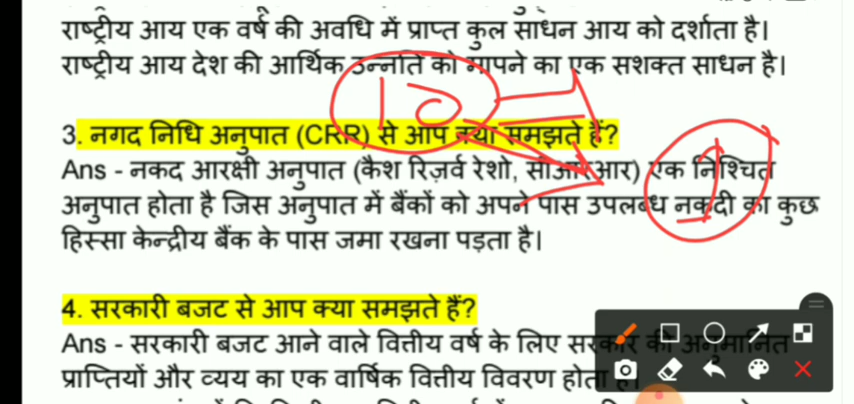 राष्ट्रीय आय एक वर्ष की अवधि में प्राप्त कुल साधन आय को दर्शाता है।
राष्ट्रीय आय देश की आर्थिक उन्नति को मापने का एक सशक्त साधन है।
10
3. नगद निधि अनुपात (CRR) से आप क्या समझते हैं?
Ans - नकद आरक्षी अनुपात (कैश रिज़र्व रेशो, सीआरआर) एक निश्चित
अनुपात होता है जिस अनुपात में बैंकों को अपने पास उपलब्ध नकदी का कुछ
हिस्सा केन्द्रीय बैंक के पास जमा रखना पड़ता है।
4. सरकारी बजट से आप क्या समझते हैं?
Ans - सरकारी बजट आने वाले वित्तीय वर्ष के लिए सरकार की अनुमानित
प्राप्तियों और व्यय का एक वार्षिक वित्तीय विवरण होता है।